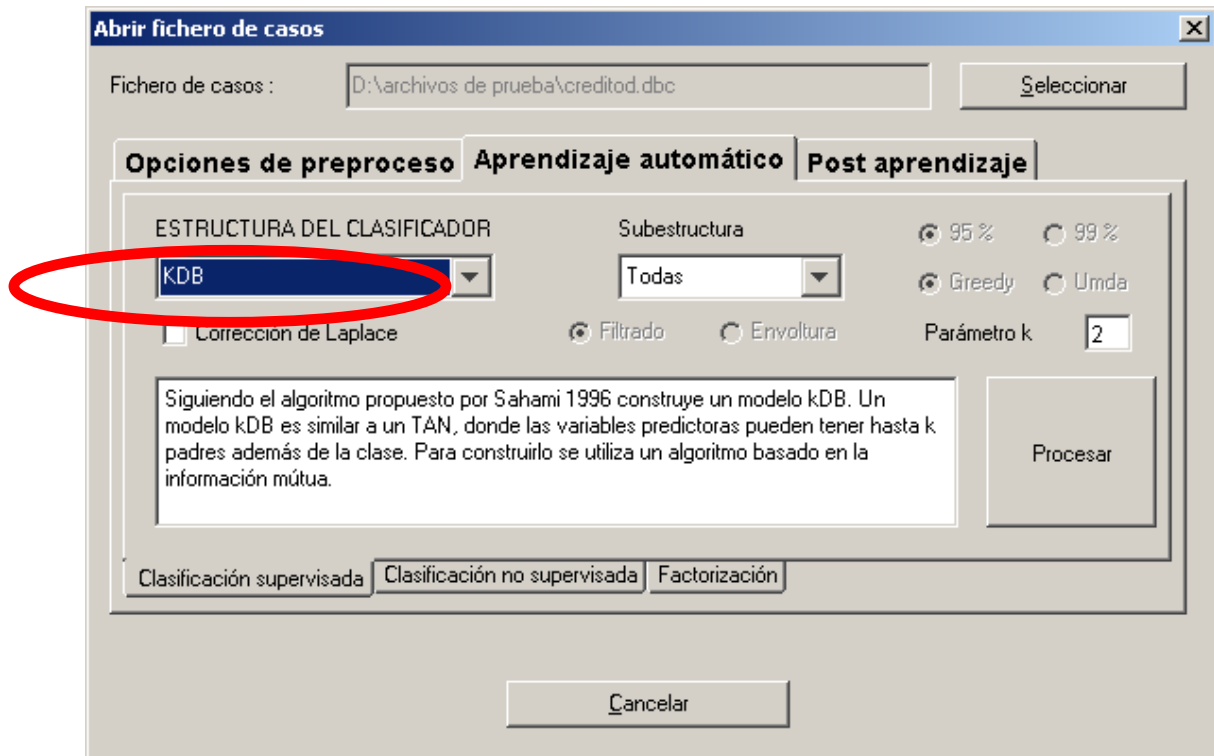 Abrir fichero de casos
Fichero de casos : D:\archivos de prueba\creditod.dbc Seleccionar
Opciones de preproceso Aprendizaje automático Post aprendizaje
ESTRUCTURA DEL CLASIFICADOR Subestructura 95 % 99 %
KDB Todas Greedy Umda
Corrección de Laplace Filtrado Envoltura Parámetro k 2
Siguiendo el algoritmo propuesto por Sahami 1996 construye un modelo kDB. Un
modelo kDB es similar a un TAN, donde las variables predictoras pueden tener hasta k
padres además de la clase. Para construirlo se utiliza un algoritmo basado en la
información mútua.
Procesar
Clasificación supervisada Clasificación no supervisada Factorización
Cancelar